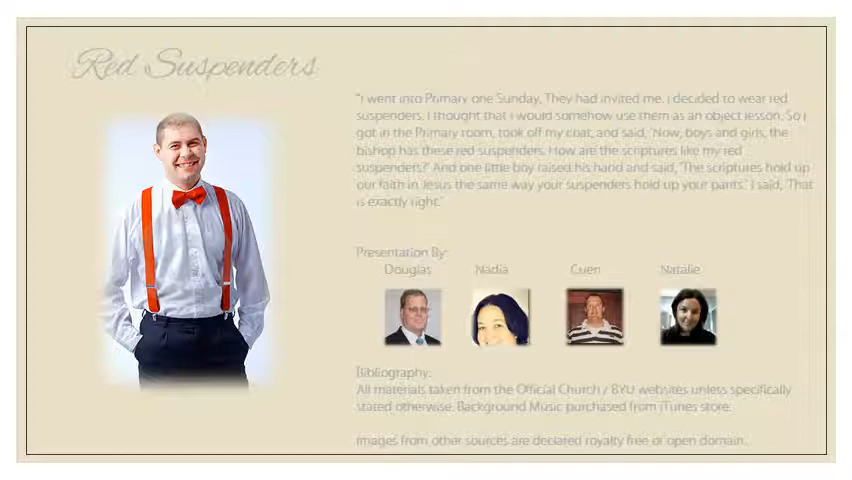 Red Suspenders
"I went into Primary one Sunday. They had invited me. I decided to wear red
suspenders. I thought that I would somehow use them as an object lesson. So I
got in the Primary room, took off my coat, and said, 'Now, boys and girls, the
bishop has these red suspenders. How are the scriptures like my red
suspenders?' And one little boy raised his hand and said, 'The scriptures hold up
our faith in Jesus the same way your suspenders hold up your pants.' I said, 'That
is exactly right.'"
Presentation By:
Douglas Nadia Cuen Natalie
Bibliography:
All materials taken from the Official Church / BYU websites unless specifically
stated otherwise. Background Music purchased from iTunes store.
Images from other sources are declared royalty free or open domain.